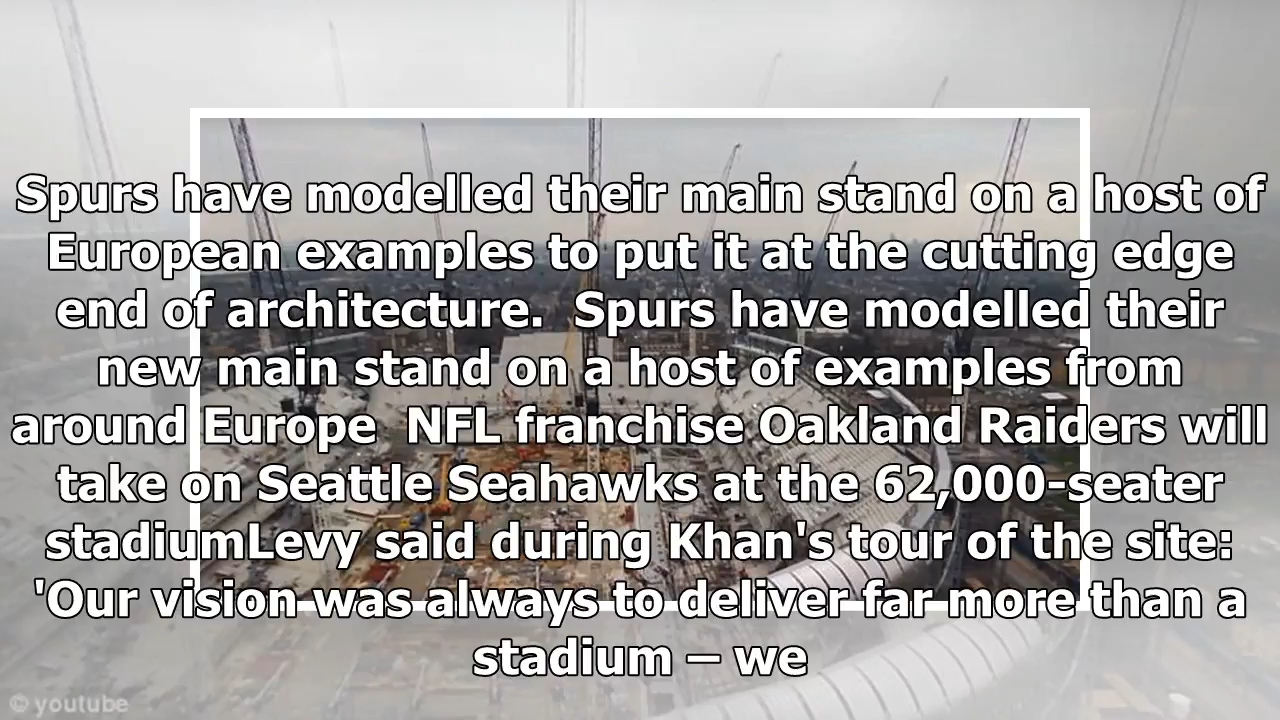 Spurs have modelled their main stand on a host of
European examples to put it at the cutting edge
end of architecture.  Spurs have modelled their
new main stand on a host of examples from
around Europe  NFL franchise Oakland Raiders will
take on Seattle Seahawks at the 62,000-seater
stadiumLevy said during Khan's tour of the site:
'Our vision was always to deliver far more than a
stadium – we
© youtube